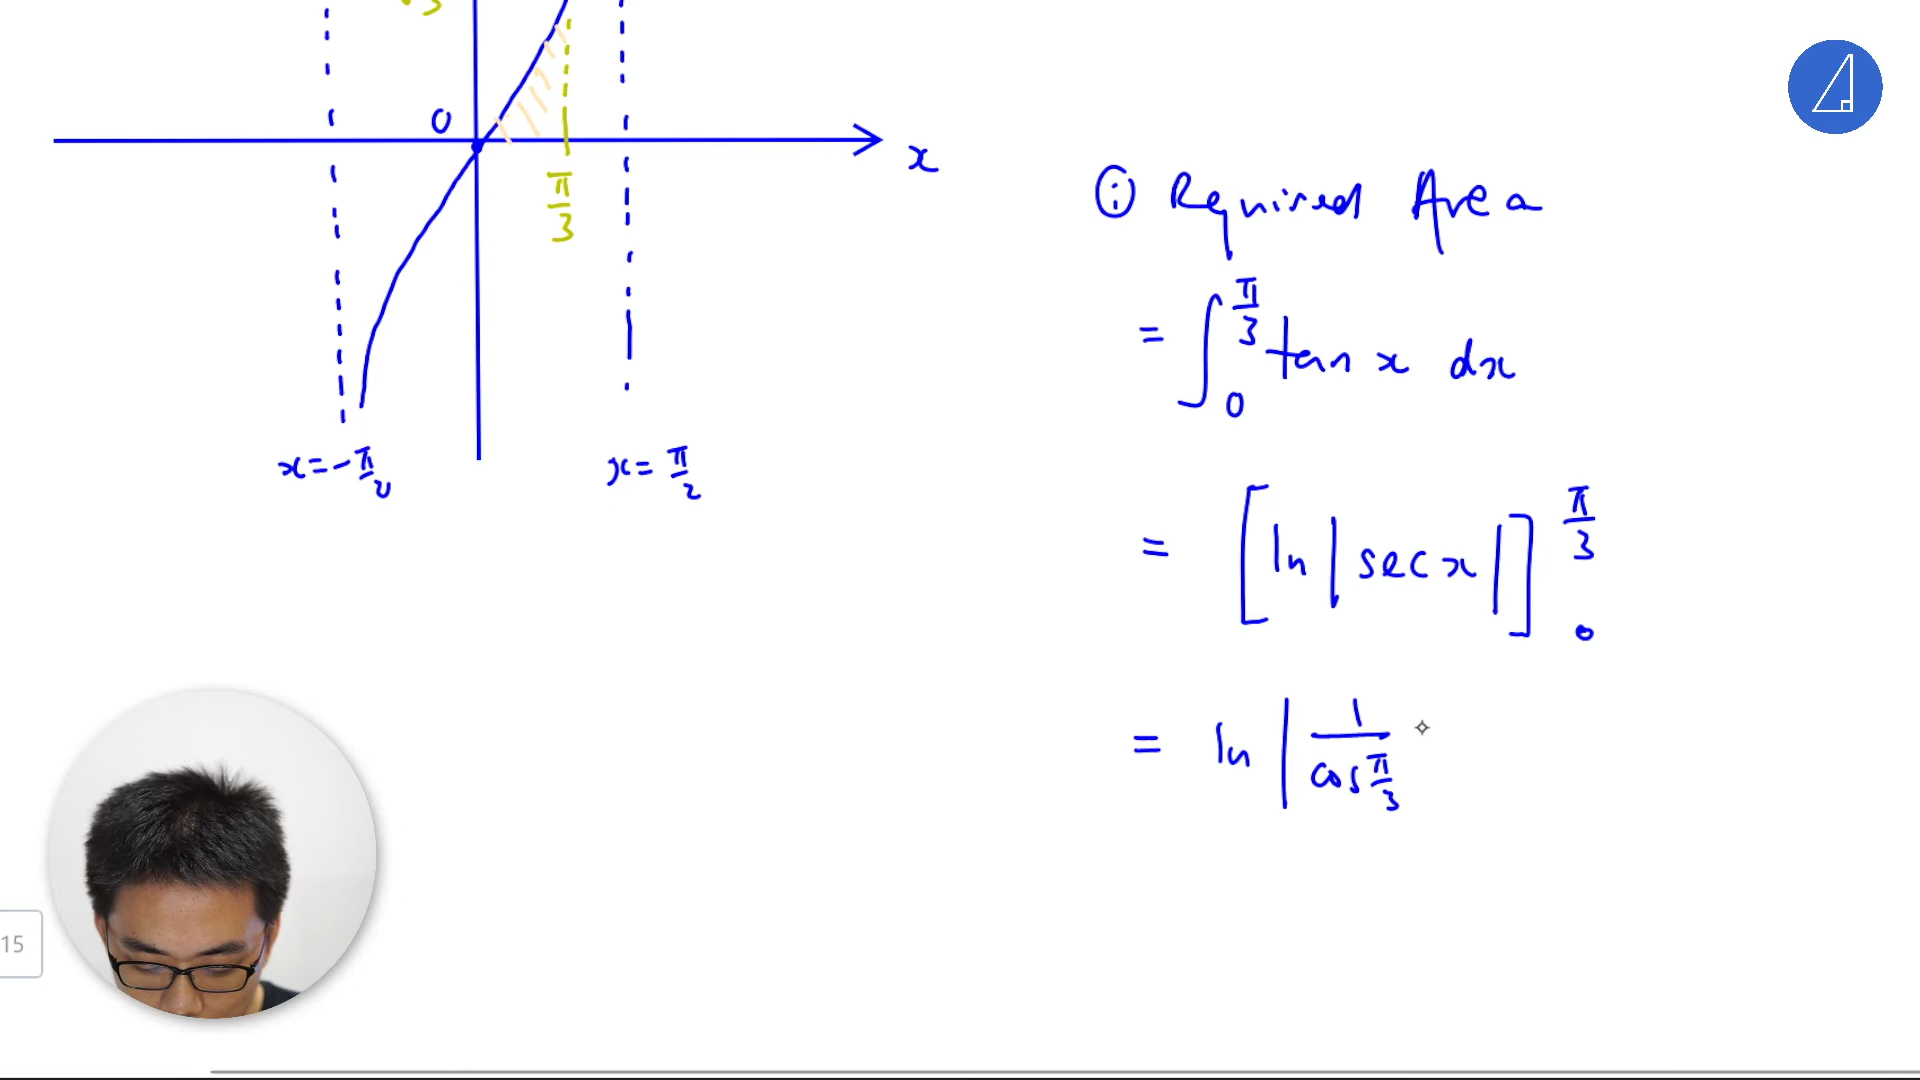 √3
0
x
π/3
x = -π/2
x = π/2
ⓘ Required Area
= ∫₀^(π/3) tan x dx
= [ln |sec x|]₀^(π/3)
= ln | 1/cos π/3
15